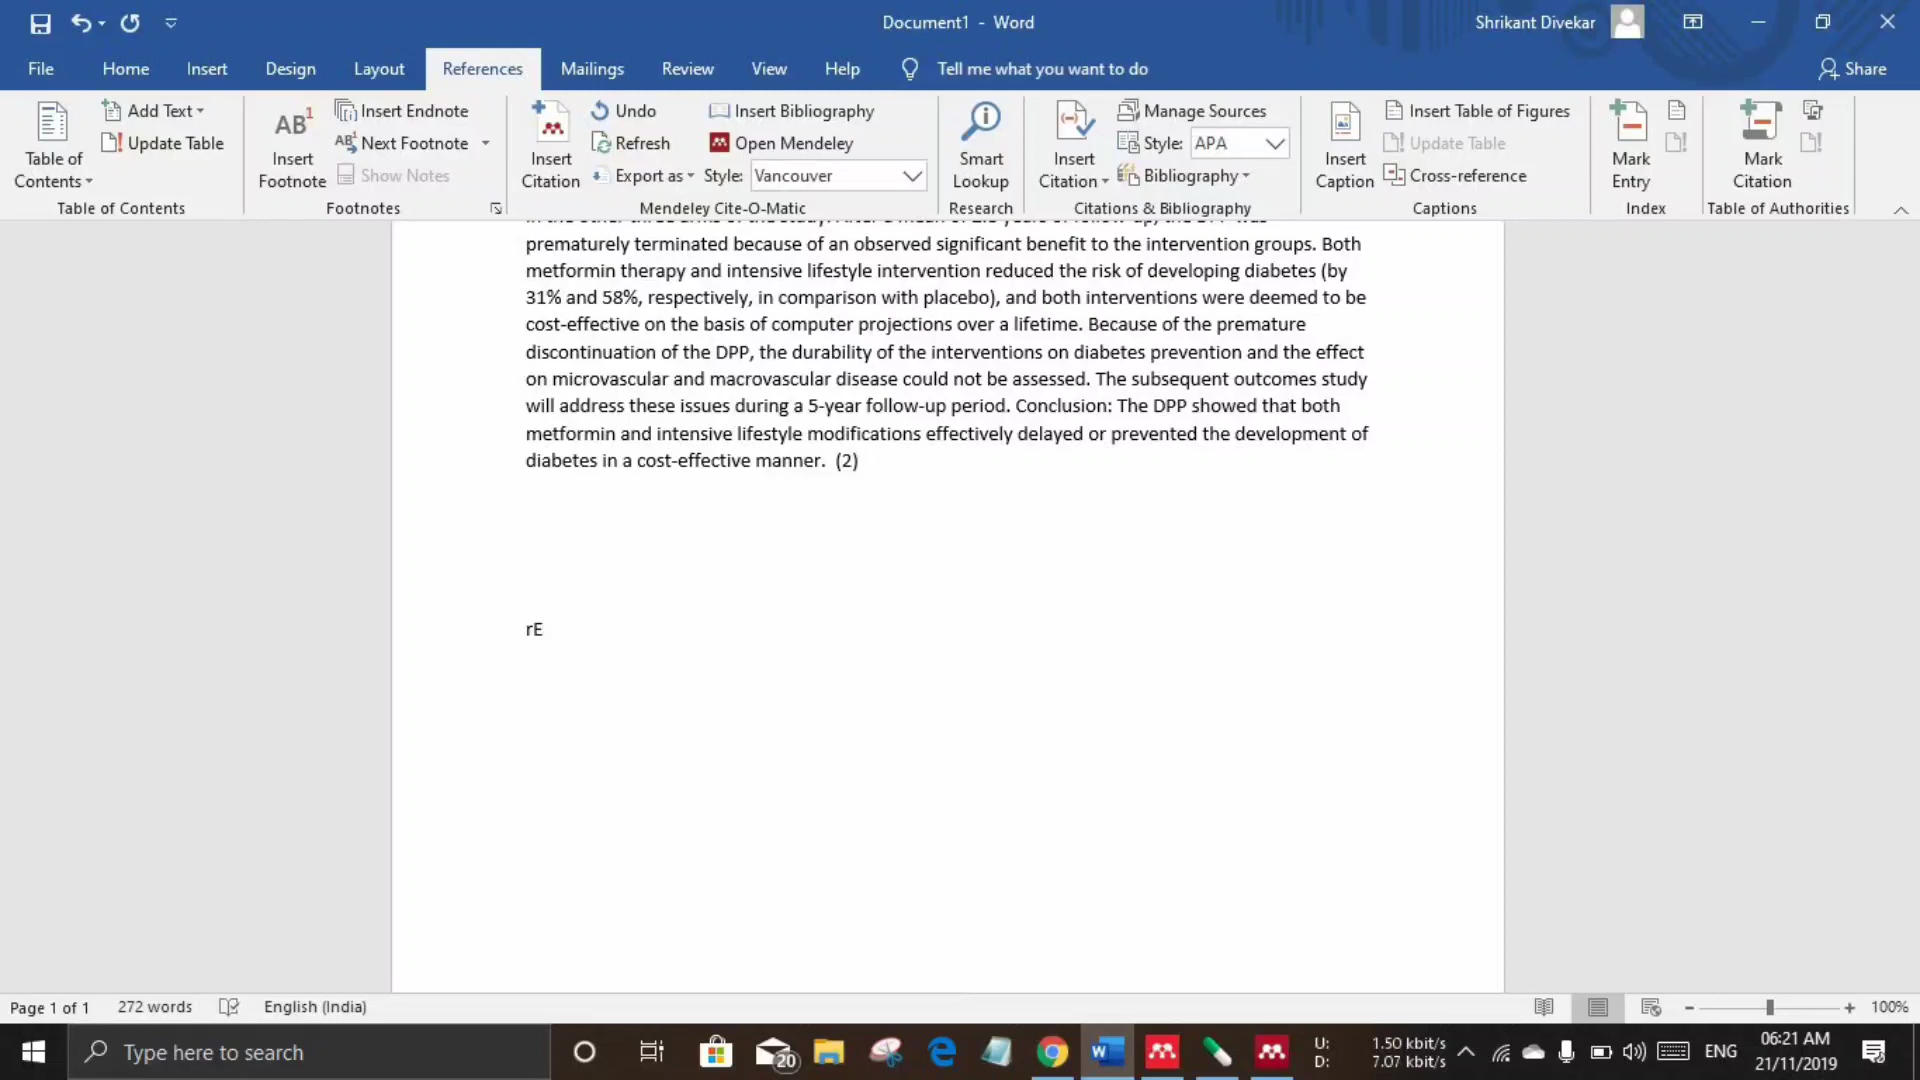 Document1 - Word
Shrikant Divekar
File Home Insert Design Layout References Mailings Review View Help Tell me what you want to do Share
Table of Contents
Add Text
Update Table
Table of Contents
AB1 Insert Footnote
Insert Endnote
AB1 Next Footnote
Show Notes
Footnotes
Insert Citation
Undo
Refresh
Export as
Insert Bibliography
Open Mendeley
Style: Vancouver
Mendeley Cite-O-Matic
Smart Lookup
Research
Insert Citation
Manage Sources
Style: APA
Bibliography
Citations & Bibliography
Insert Caption
Insert Table of Figures
Update Table
Cross-reference
Captions
Mark Entry
Index
Mark Citation
Table of Authorities
prematurely terminated because of an observed significant benefit to the intervention groups. Both
metformin therapy and intensive lifestyle intervention reduced the risk of developing diabetes (by
31% and 58%, respectively, in comparison with placebo), and both interventions were deemed to be
cost-effective on the basis of computer projections over a lifetime. Because of the premature
discontinuation of the DPP, the durability of the interventions on diabetes prevention and the effect
on microvascular and macrovascular disease could not be assessed. The subsequent outcomes study
will address these issues during a 5-year follow-up period. Conclusion: The DPP showed that both
metformin and intensive lifestyle modifications effectively delayed or prevented the development of
diabetes in a cost-effective manner. (2)
rE
Page 1 of 1 272 words English (India) 100%
Type here to search
20
U: 1.50 kbit/s
D: 7.07 kbit/s
ENG
06:21 AM
21/11/2019